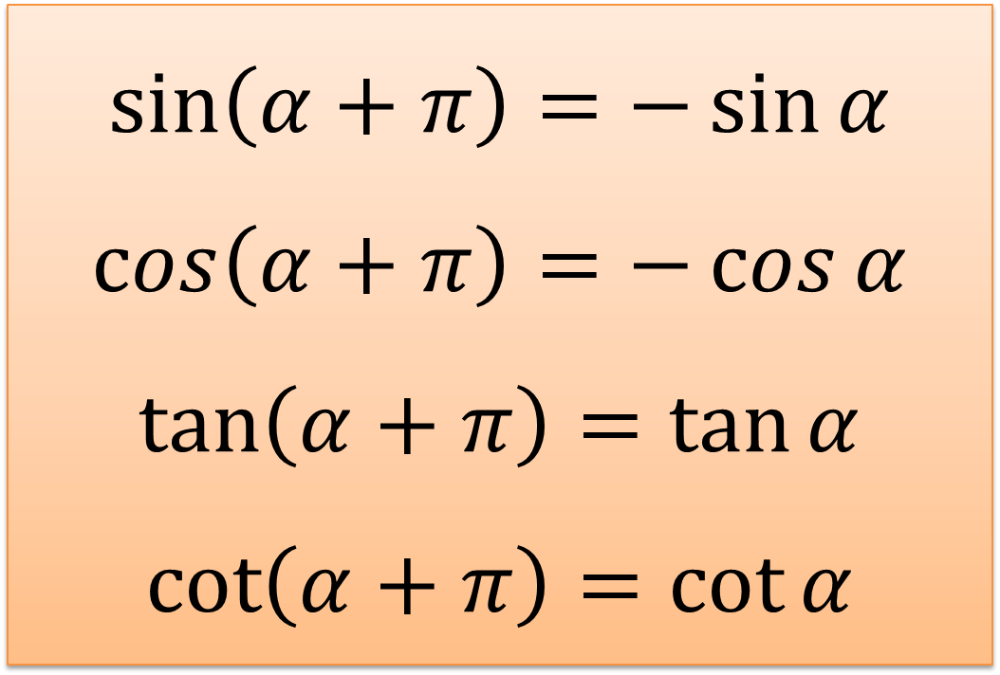 sin(α + π) = − sin α
cos(α + π) = − cos α
tan(α + π) = tan α
cot(α + π) = cot α